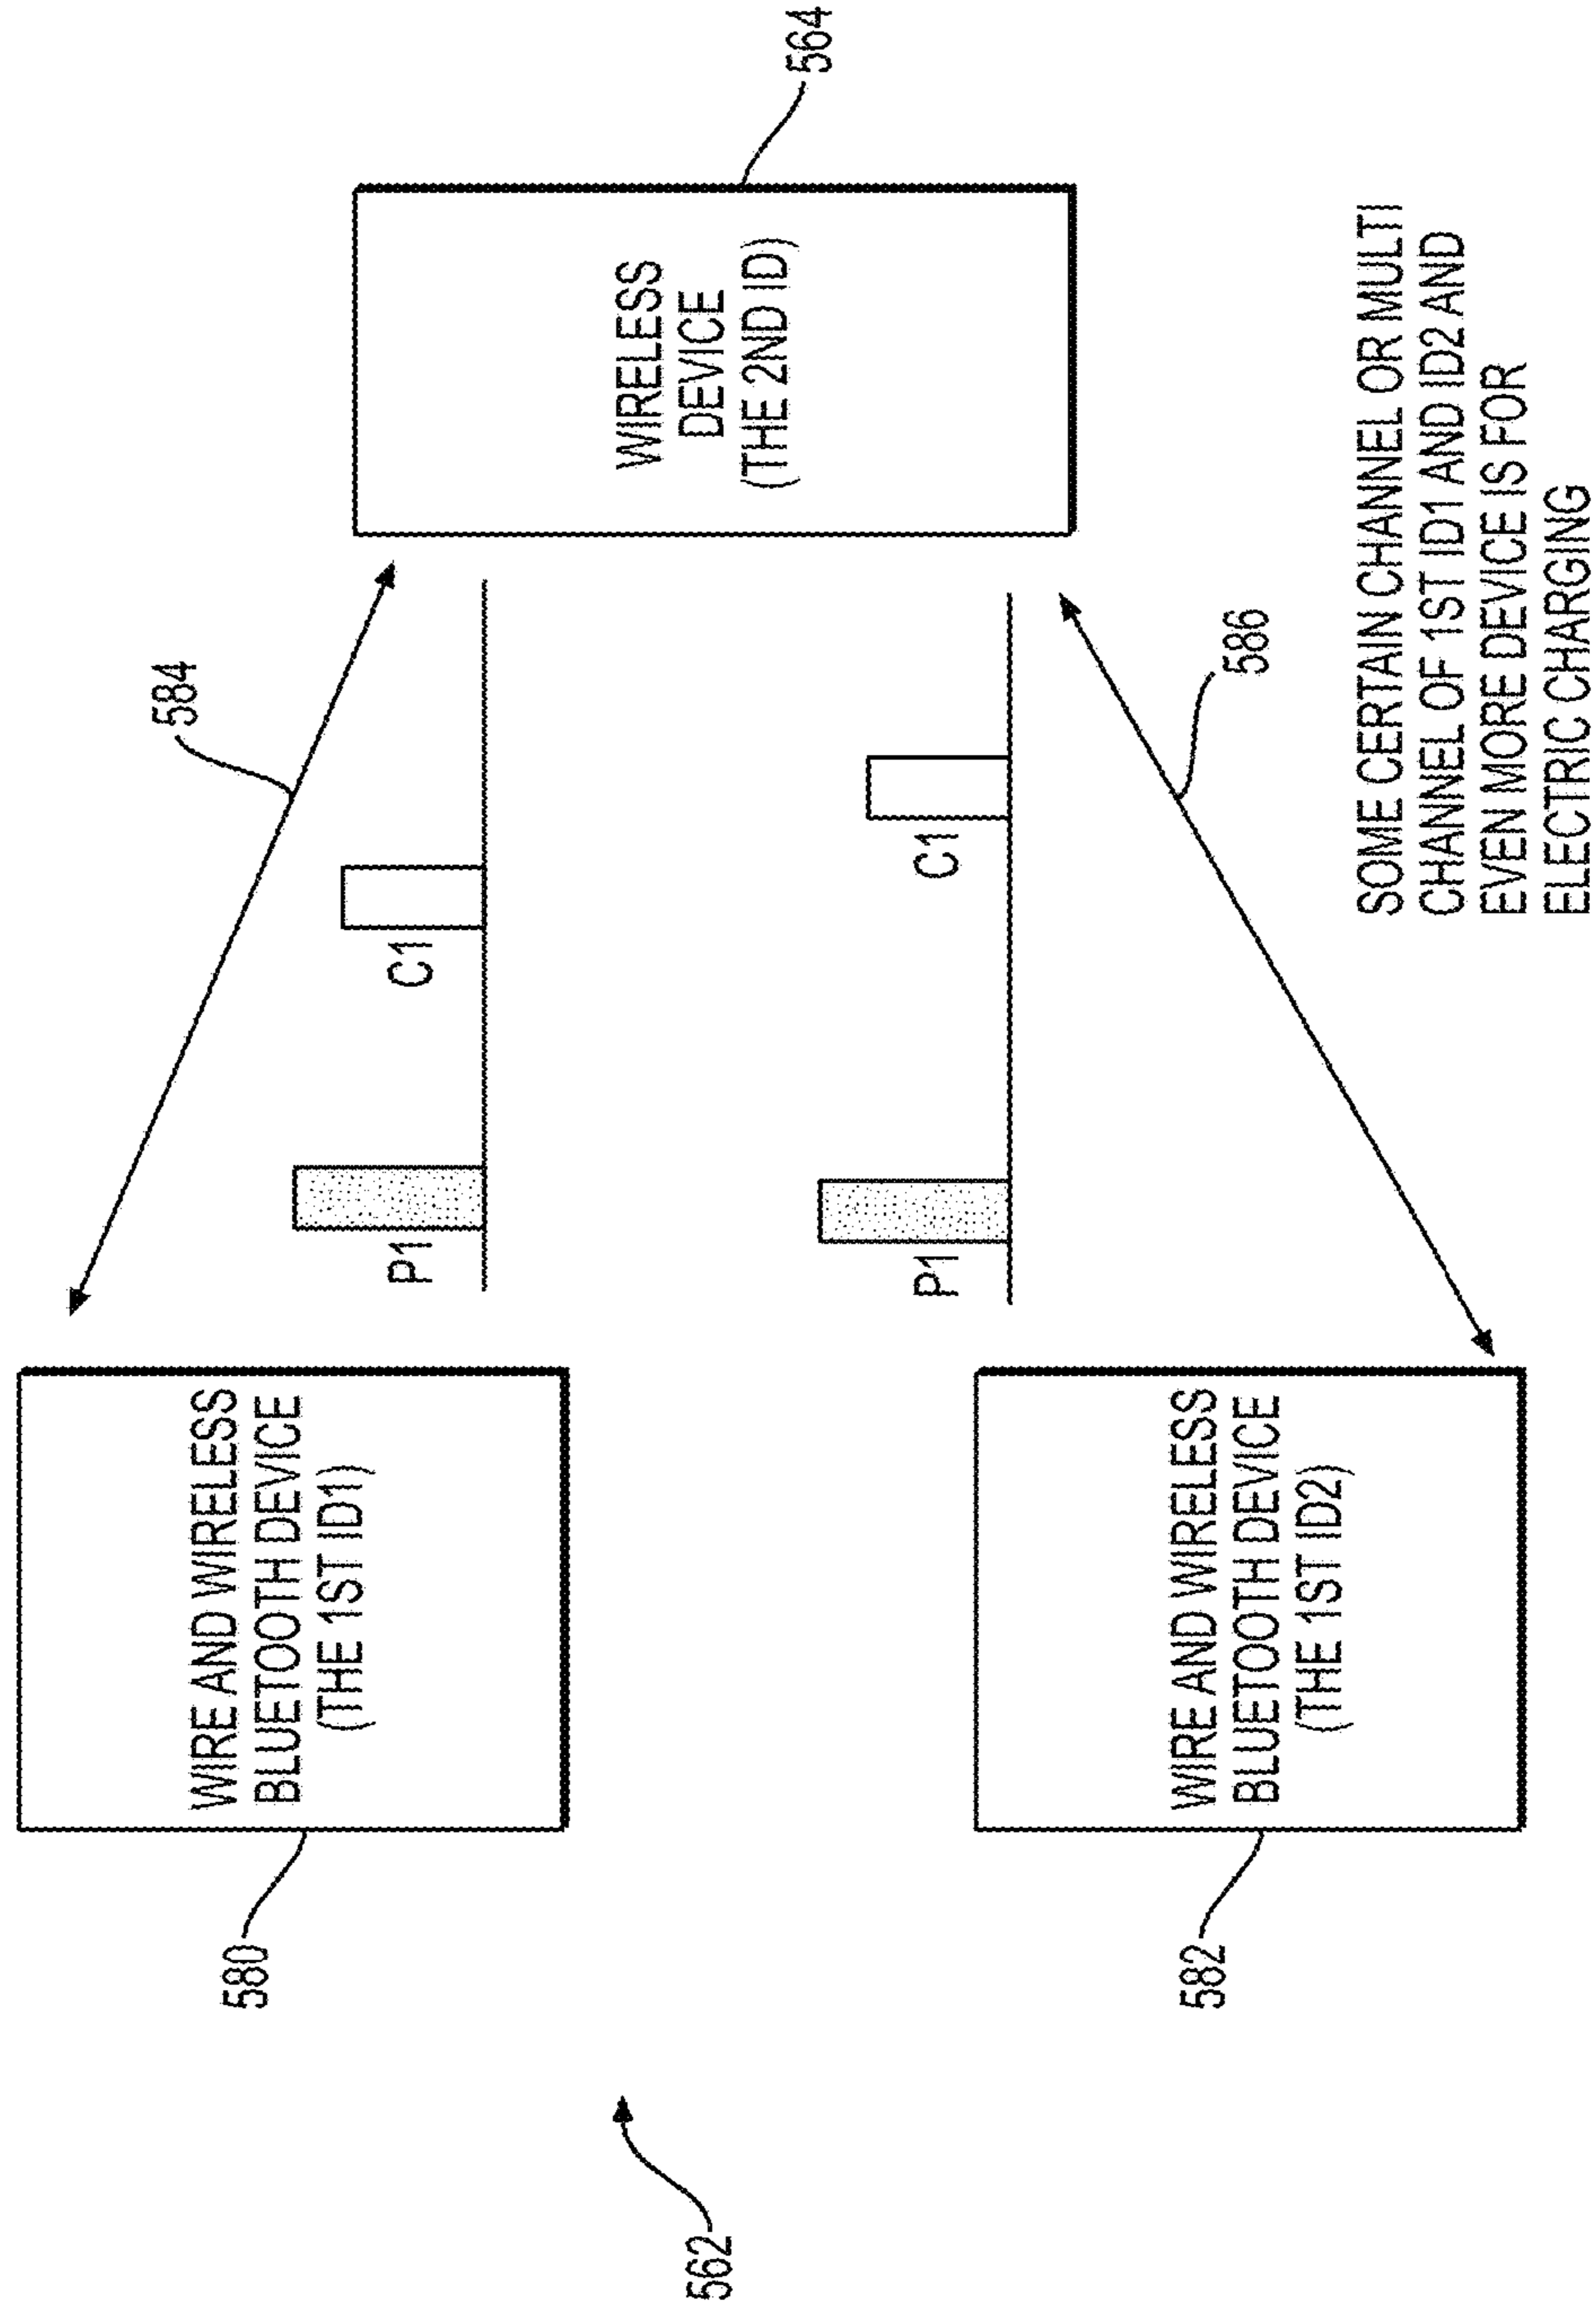 584
WIRE AND WIRELESS
BLUETOOTH DEVICE
(THE 1ST ID1)
580
P1
C1
WIRELESS
DEVICE
(THE 2ND ID)
564
562
P1
C1
WIRE AND WIRELESS
BLUETOOTH DEVICE
(THE 1ST ID2)
582
586
SOME CERTAIN CHANNEL OR MULTI
CHANNEL OF 1ST ID1 AND ID2 AND
EVEN MORE DEVICE IS FOR
ELECTRIC CHARGING